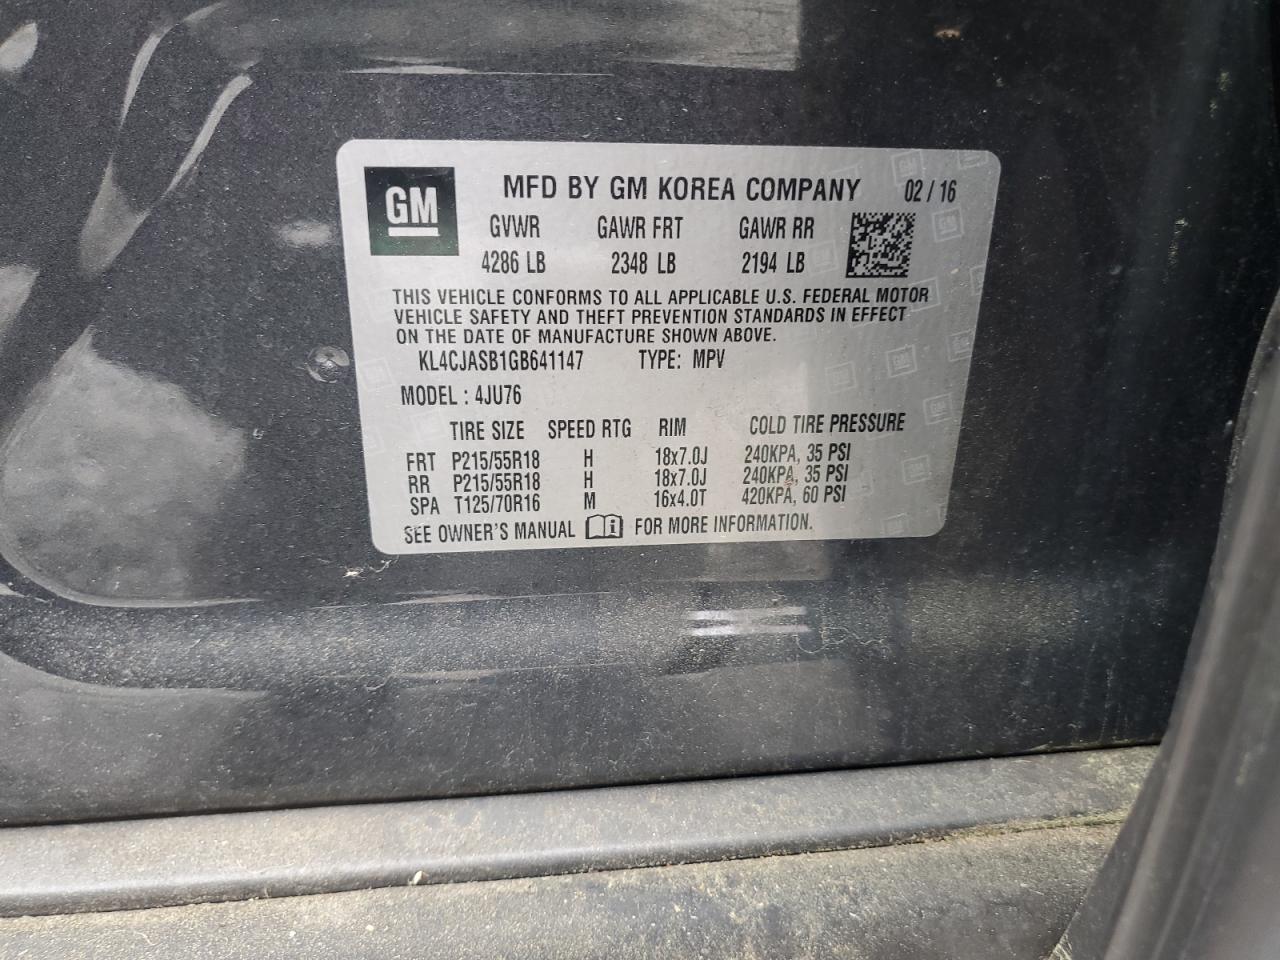 GM MFD BY GM KOREA COMPANY 02 / 16
GVWR GAWR FRT GAWR RR
4286 LB 2348 LB 2194 LB
THIS VEHICLE CONFORMS TO ALL APPLICABLE U.S. FEDERAL MOTOR
VEHICLE SAFETY AND THEFT PREVENTION STANDARDS IN EFFECT
ON THE DATE OF MANUFACTURE SHOWN ABOVE.
KL4CJASB1GB641147 TYPE: MPV
MODEL : 4JU76
TIRE SIZE SPEED RTG RIM COLD TIRE PRESSURE
FRT P215/55R18 H 18x7.0J 240KPA, 35 PSI
RR P215/55R18 H 18x7.0J 240KPA, 35 PSI
SPA T125/70R16 M 16x4.0T 420KPA, 60 PSI
SEE OWNER'S MANUAL FOR MORE INFORMATION.